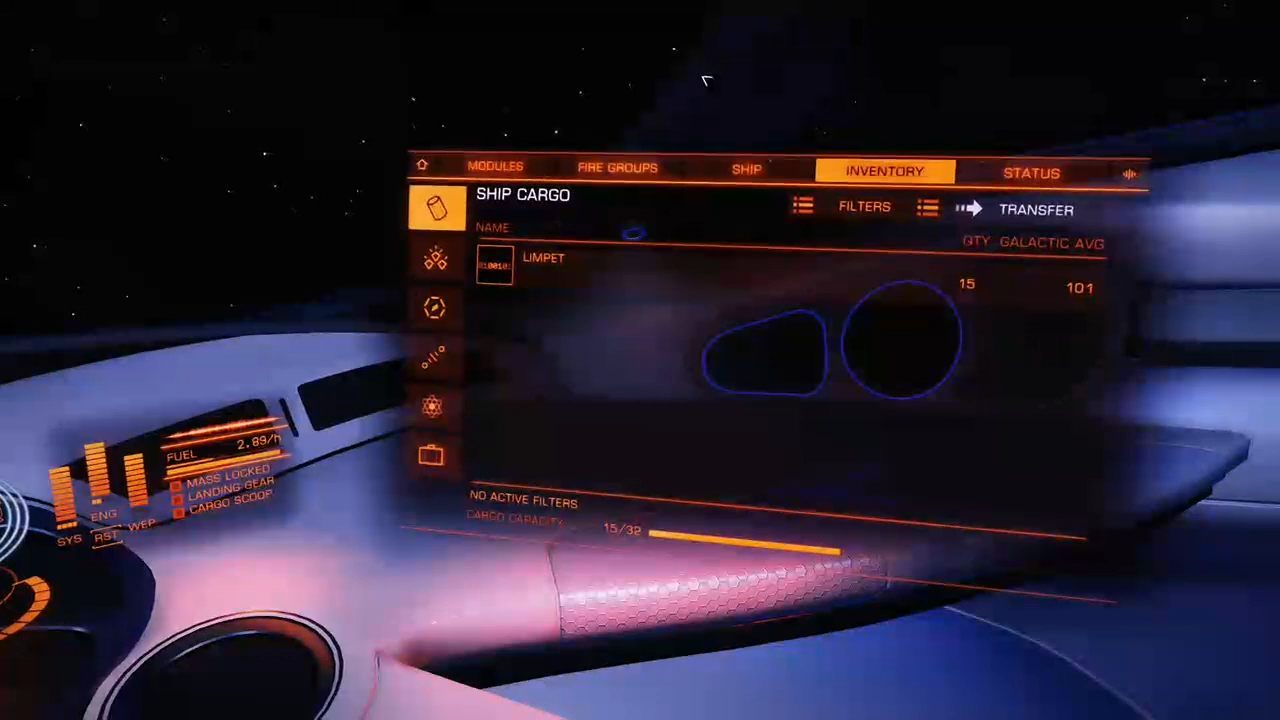 MODULES FIRE GROUPS SHIP INVENTORY STATUS
SHIP CARGO FILTERS TRANSFER
NAME QTY GALACTIC AVG
LIMPET 15 101
NO ACTIVE FILTERS
CARGO CAPACITY 15/32
FUEL 2.89/h
MASS LOCKED
LANDING GEAR
CARGO SCOOP
SYS ENG WEP
RST